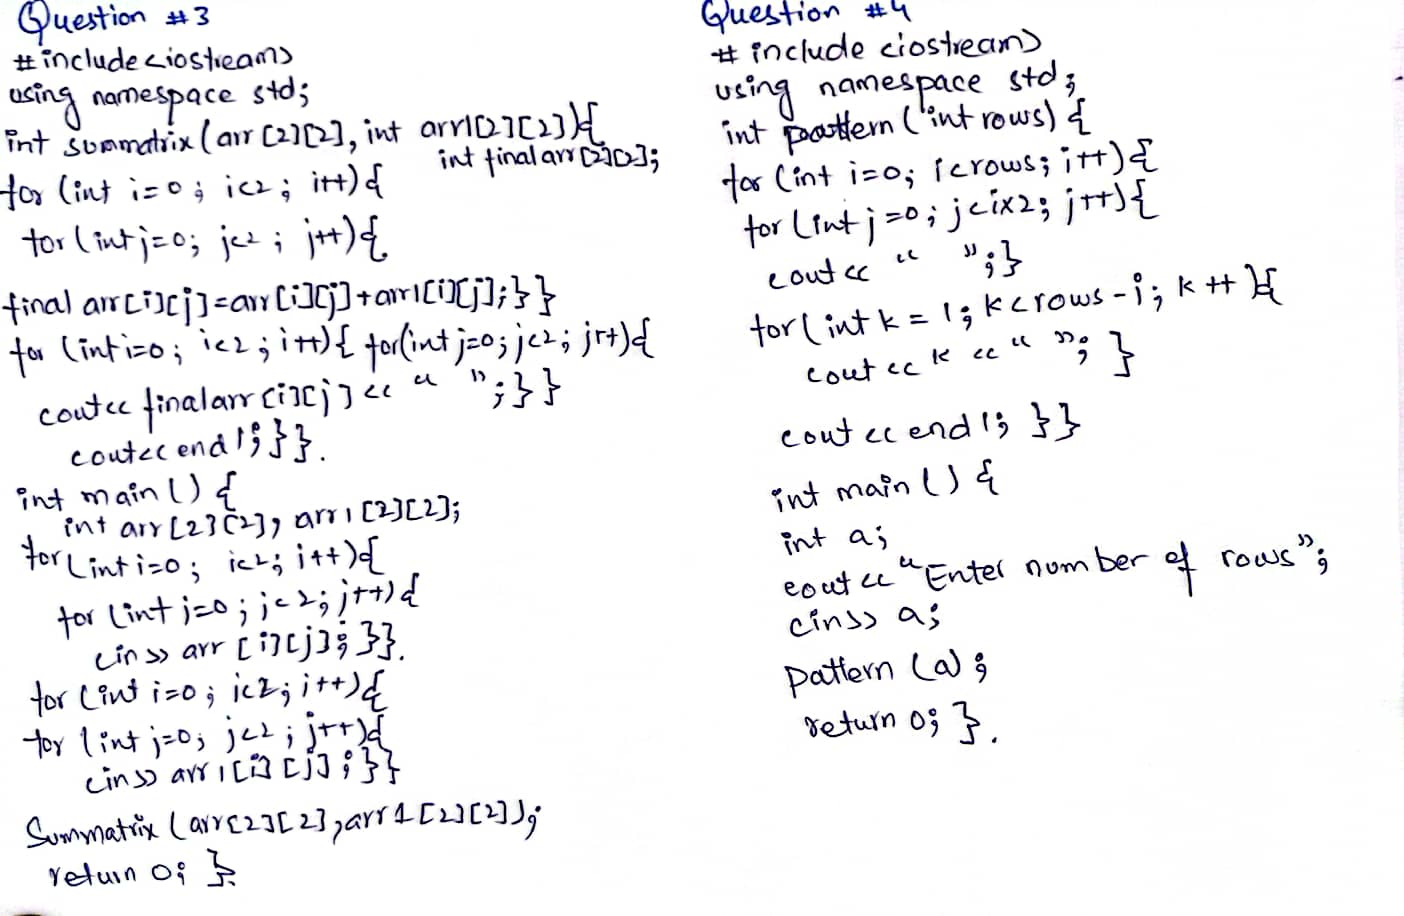 Question #3
#include <iostream>
using namespace std;
int summatrix(arr[2][2], int arr1[2][2]){
int finalarr[2][2];
for (int i=0; i<2; i++){
for(int j=0; j<2; j++){
final arr[i][j]=arr[i][j]+arr1[i][j];}}
for (int i=0; i<2; i++){ for(int j=0; j<2; j++){
cout<< finalarr[i][j]<< " ";}}
cout<<endl;}}.
int main(){
int arr[2][2], arr1[2][2];
for(int i=0; i<2; i++){
for (int j=0; j<2; j++){
cin>> arr[i][j];}}.
for (int i=0; i<2; i++){
for (int j=0; j<2; j++){
cin>> arr1[i][j];}}
Summatrix (arr[2][2], arr1[2][2]);
return 0; }.
Question #4
# include <iostream>
using namespace std;
int pattern (int rows) {
for (int i=0; i<rows; i++){
for (int j=0; j<ix2; j++){
cout<< " ";}
for(int k=1; k<rows-i; k++){
cout<< k << " "; }
cout<<endl; }}
int main() {
int a;
cout<< "Enter number of rows";
cin>> a;
pattern (a);
return 0; }.